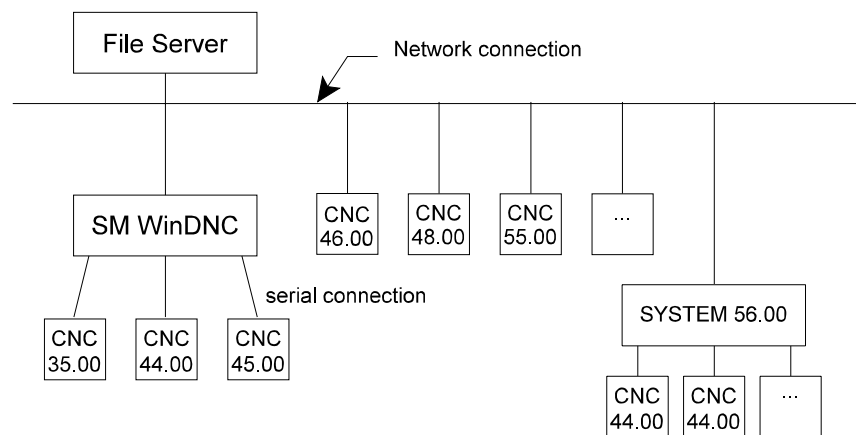 File Server
Network connection
SM WinDNC
CNC
46.00
CNC
48.00
CNC
55.00
...
serial connection
CNC
35.00
CNC
44.00
CNC
45.00
SYSTEM 56.00
CNC
44.00
CNC
44.00
...